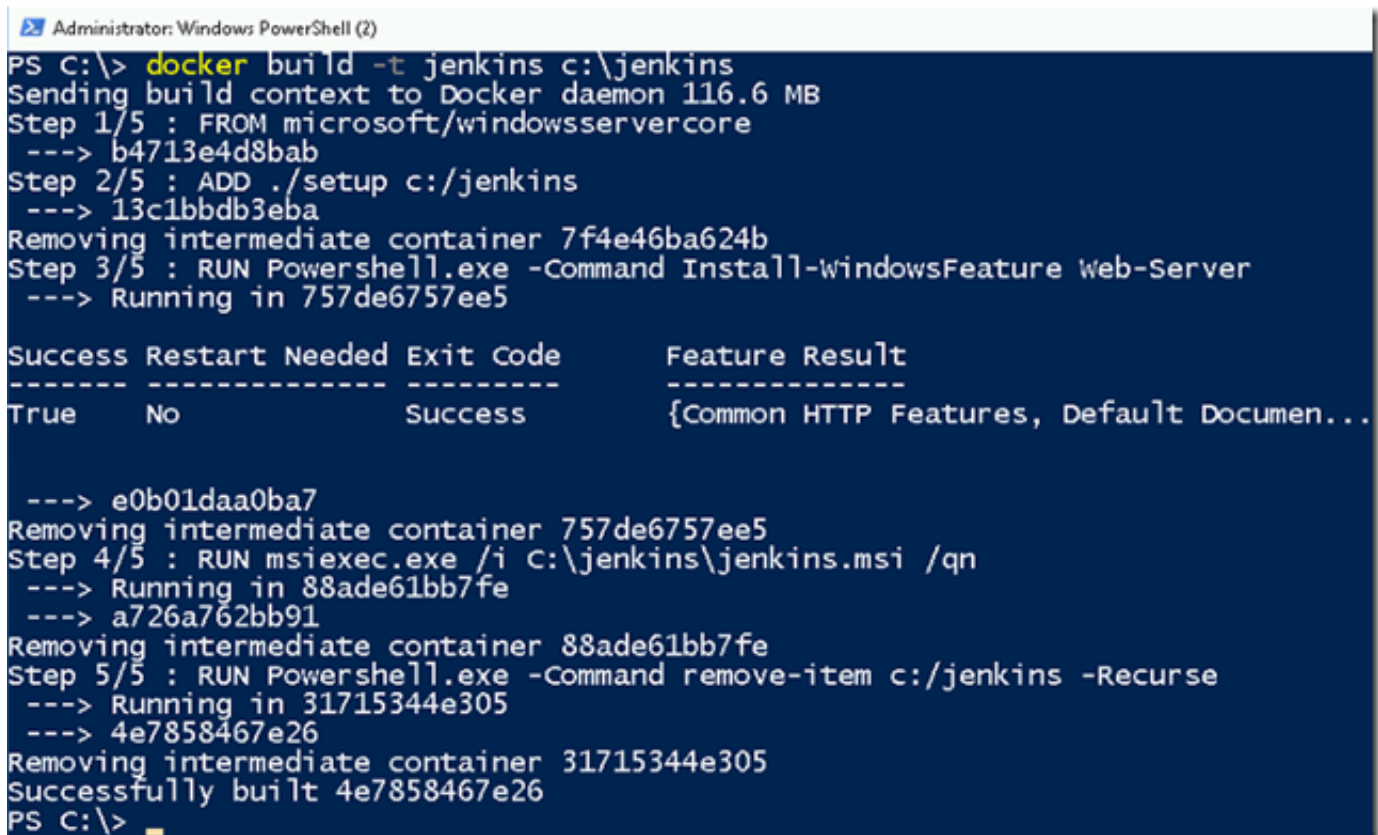 Administrator: Windows PowerShell (2)
PS C:\> docker build -t jenkins c:\jenkins
Sending build context to Docker daemon 116.6 MB
Step 1/5 : FROM microsoft/windowsservercore
 ---> b4713e4d8bab
Step 2/5 : ADD ./setup c:/jenkins
 ---> 13c1bbdb3eba
Removing intermediate container 7f4e46ba624b
Step 3/5 : RUN Powershell.exe -Command Install-WindowsFeature Web-Server
 ---> Running in 757de6757ee5
Success Restart Needed Exit Code      Feature Result
------- -------------- ---------      --------------
True    No             Success        {Common HTTP Features, Default Documen...
 ---> e0b01daa0ba7
Removing intermediate container 757de6757ee5
Step 4/5 : RUN msiexec.exe /i C:\jenkins\jenkins.msi /qn
 ---> Running in 88ade61bb7fe
 ---> a726a762bb91
Removing intermediate container 88ade61bb7fe
Step 5/5 : RUN Powershell.exe -Command remove-item c:/jenkins -Recurse
 ---> Running in 31715344e305
 ---> 4e7858467e26
Removing intermediate container 31715344e305
Successfully built 4e7858467e26
PS C:\>